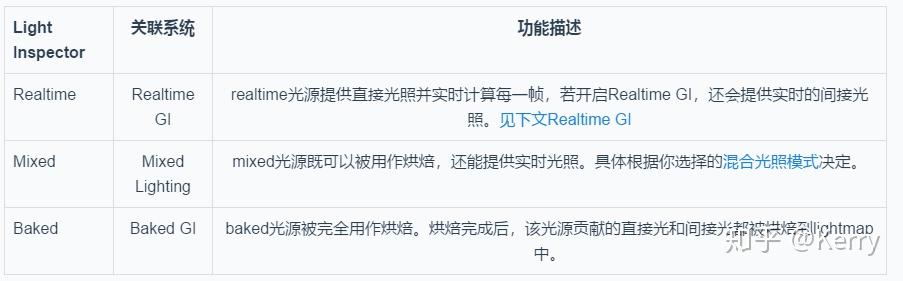 Light
Inspector
关联系统
功能描述
Realtime
Realtime
GI
realtime光源提供直接光照并实时计算每一帧，若开启Realtime GI，还会提供实时的间接光
照。见下文Realtime GI
Mixed
Mixed
Lighting
mixed光源既可以被用作烘焙，还能提供实时光照。具体根据你选择的混合光照模式决定。
Baked
Baked GI
baked光源被完全用作烘焙。烘焙完成后，该光源贡献的直接光和间接光都被烘焙到lightmap
中。
知乎 @Kerry